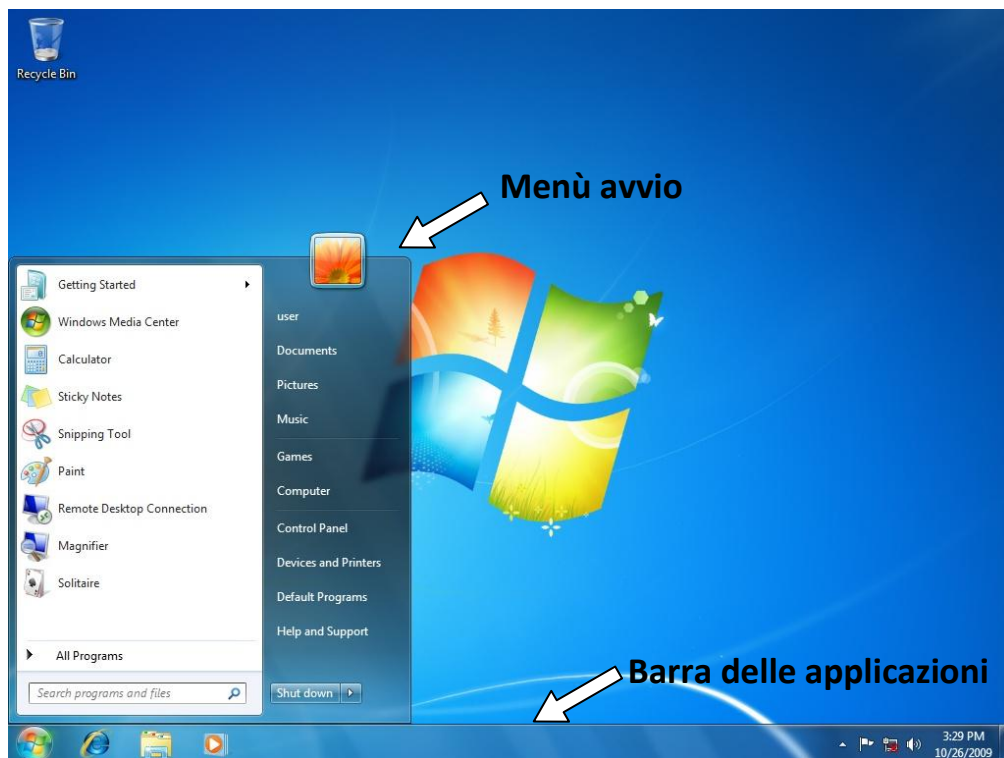 Recycle Bin
Menù avvio
Getting Started
Windows Media Center
Calculator
Sticky Notes
Snipping Tool
Paint
Remote Desktop Connection
Magnifier
Solitaire
All Programs
Search programs and files
user
Documents
Pictures
Music
Games
Computer
Control Panel
Devices and Printers
Default Programs
Help and Support
Shut down
Barra delle applicazioni
3:29 PM
10/26/2009